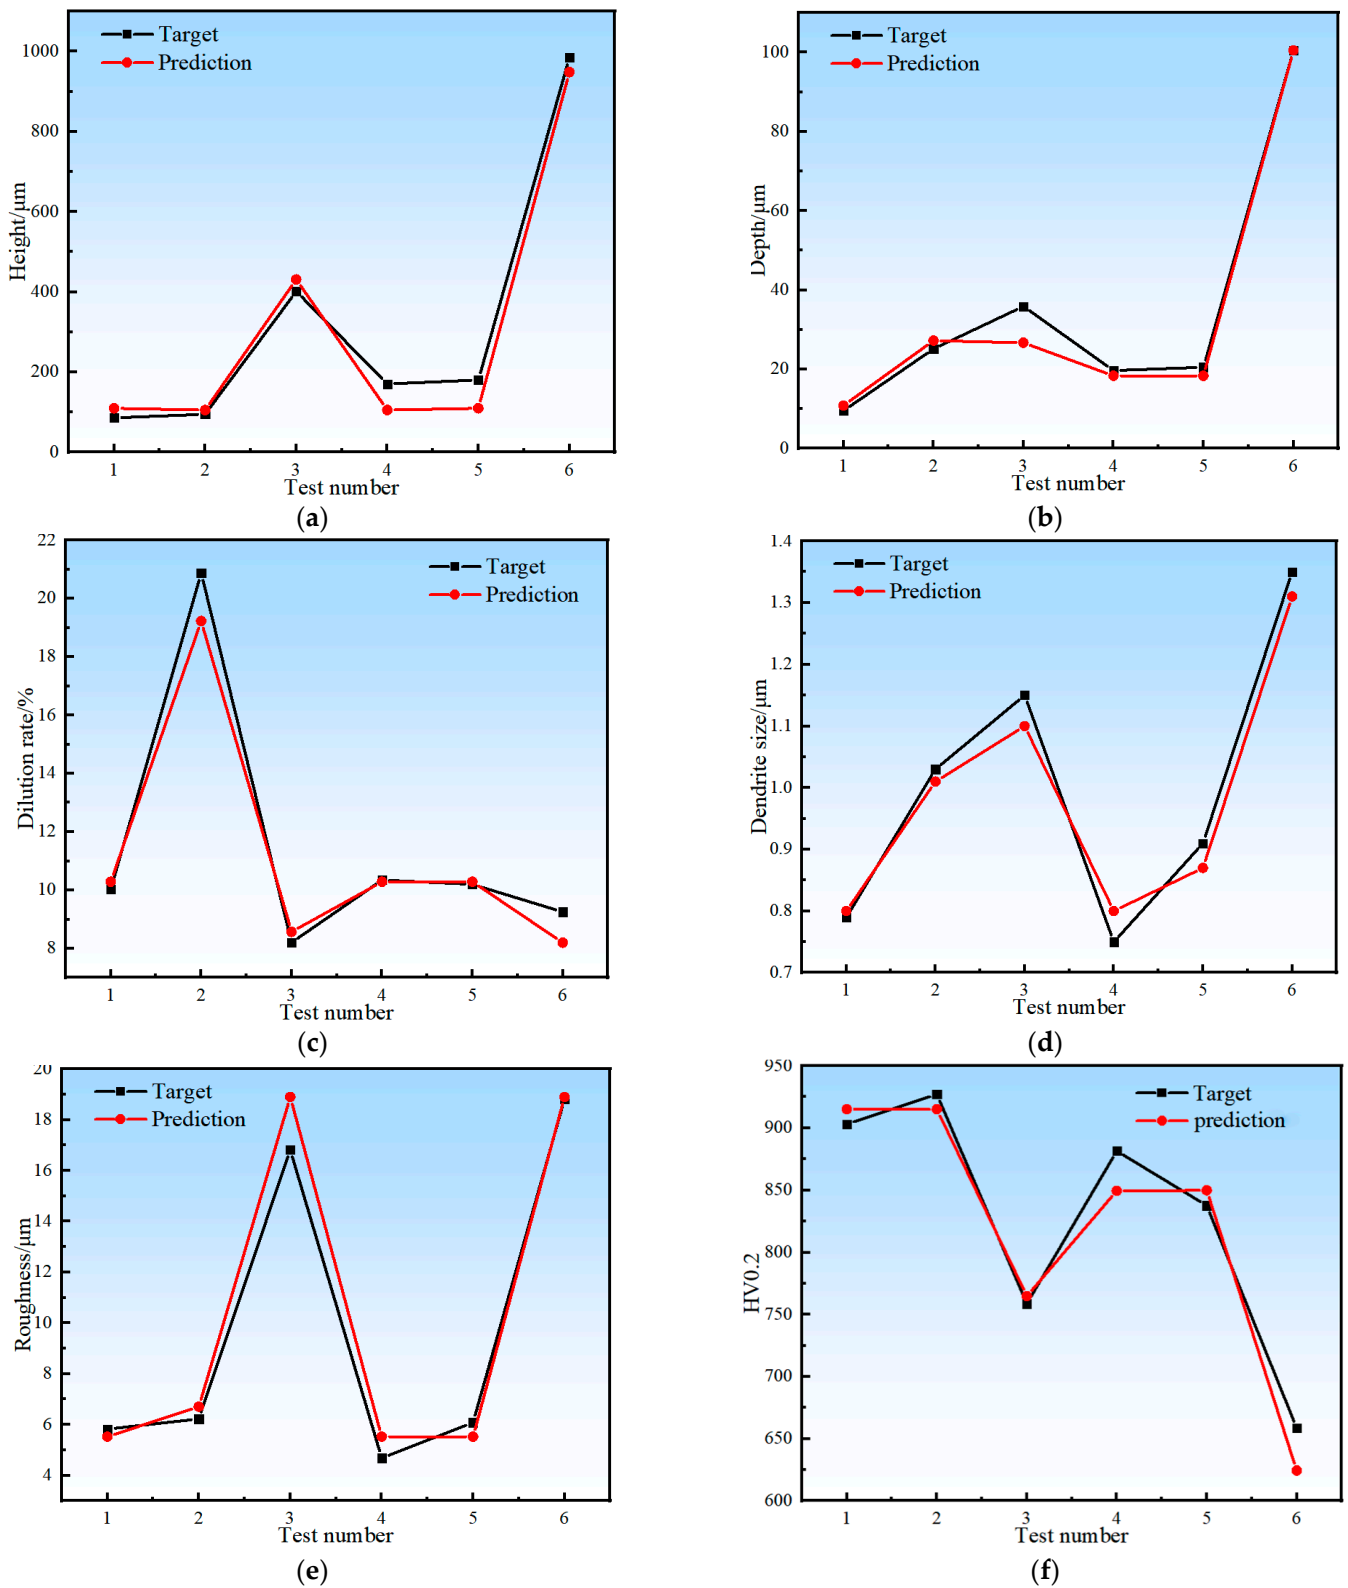 Target
Prediction
1000
800
600
400
200
0
Height/μm
1 2 3 4 5 6
Test number
(a)
Target
Prediction
100
80
60
40
20
0
Depth/μm
1 2 3 4 5 6
Test number
(b)
22
20
18
16
14
12
10
8
Dilution rate/%
Target
Prediction
1 2 3 4 5 6
Test number
(c)
1.4
1.3
1.2
1.1
1.0
0.9
0.8
0.7
Dendrite size/μm
Target
Prediction
1 2 3 4 5 6
Test number
(d)
20
18
16
14
12
10
8
6
4
Roughness/μm
Target
Prediction
1 2 3 4 5 6
Test number
(e)
950
900
850
800
750
700
650
600
HV0.2
Target
prediction
1 2 3 4 5 6
Test number
(f)